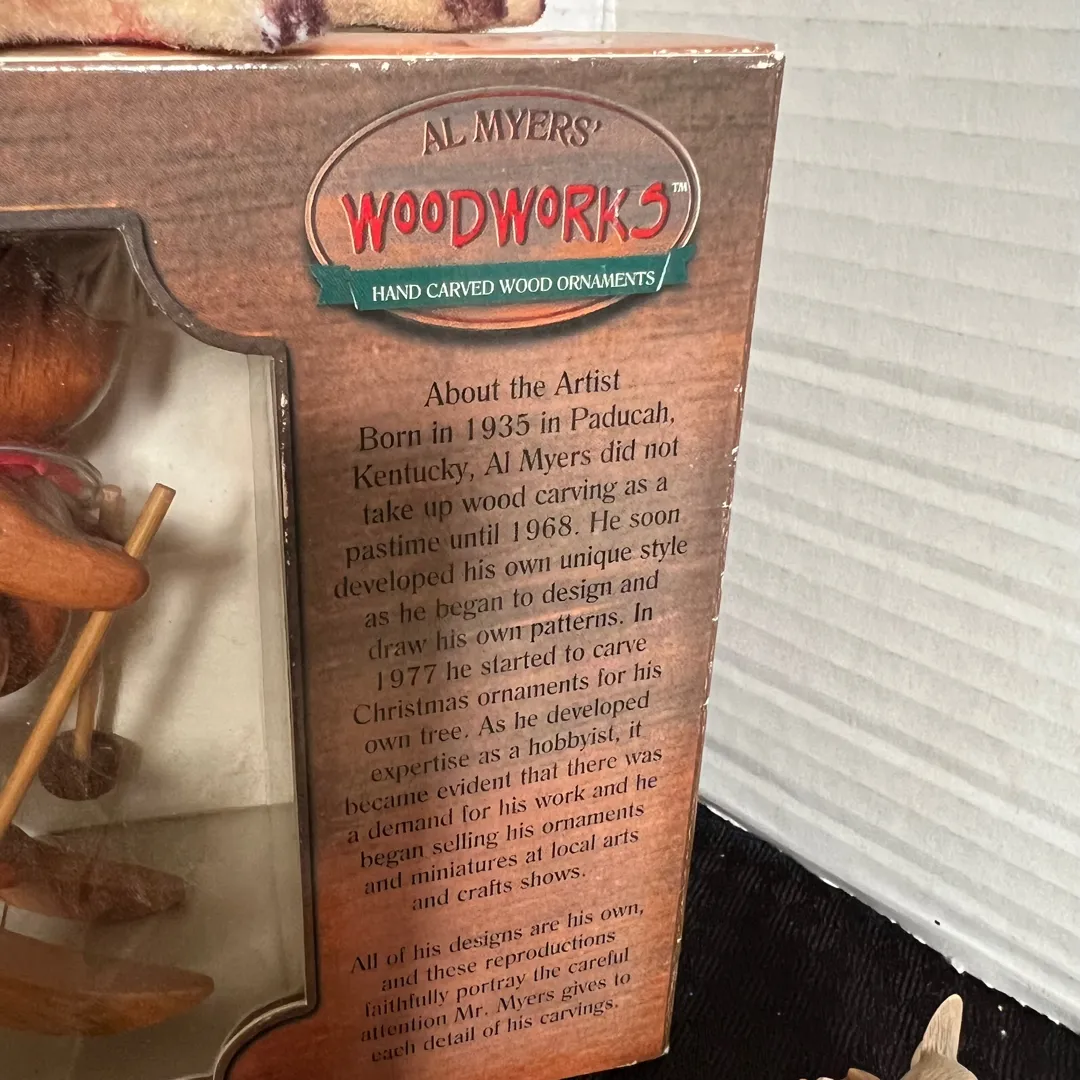 AL MYERS'
WOODWORKS™
HAND CARVED WOOD ORNAMENTS
About the Artist
Born in 1935 in Paducah,
Kentucky, Al Myers did not
take up wood carving as a
pastime until 1968. He soon
developed his own unique style
as he began to design and
draw his own patterns. In
1977 he started to carve
Christmas ornaments for his
own tree. As he developed
expertise as a hobbyist, it
became evident that there was
a demand for his work and he
began selling his ornaments
and miniatures at local arts
and crafts shows.
All of his designs are his own,
and these reproductions
faithfully portray the careful
attention Mr. Myers gives to
each detail of his carvings.